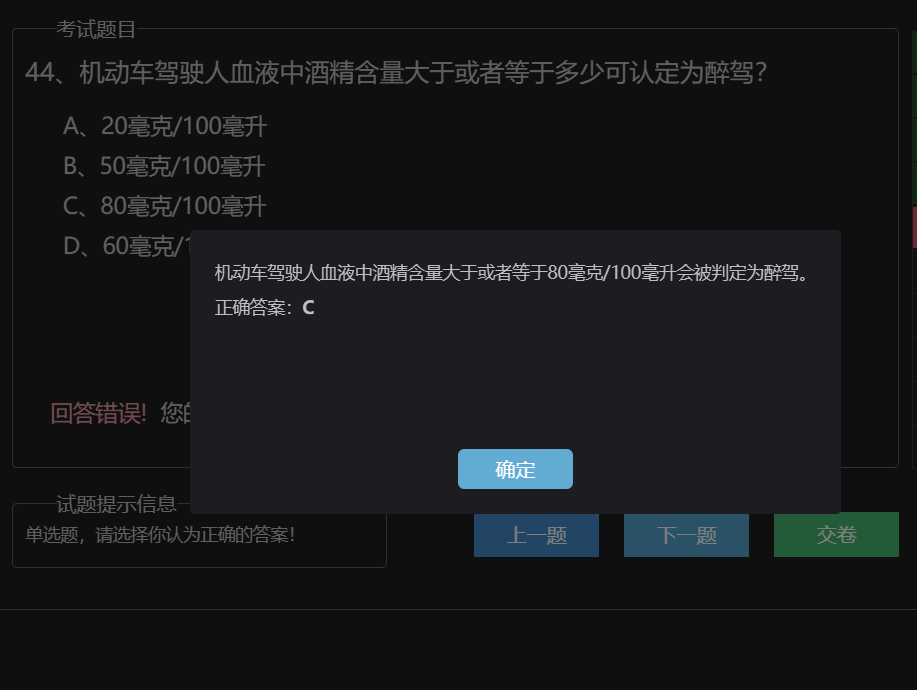 考试题目
44、机动车驾驶人血液中酒精含量大于或者等于多少可认定为醉驾?
A、20毫克/100毫升
B、50毫克/100毫升
C、80毫克/100毫升
D、60毫克/1
机动车驾驶人血液中酒精含量大于或者等于80毫克/100毫升会被判定为醉驾。
正确答案：C
确定
回答错误! 您的
试题提示信息
单选题，请选择你认为正确的答案!
上一题
下一题
交卷